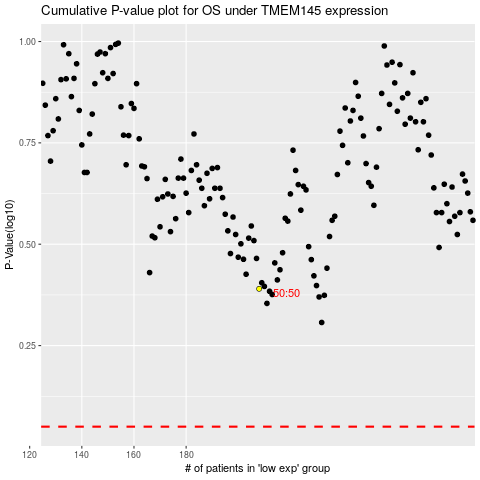 Cumulative P-value plot for OS under TMEM145 expression
P-Value(log10)
1.00
0.75
0.50
0.25
50:50
120 140 160 180
# of patients in 'low exp' group